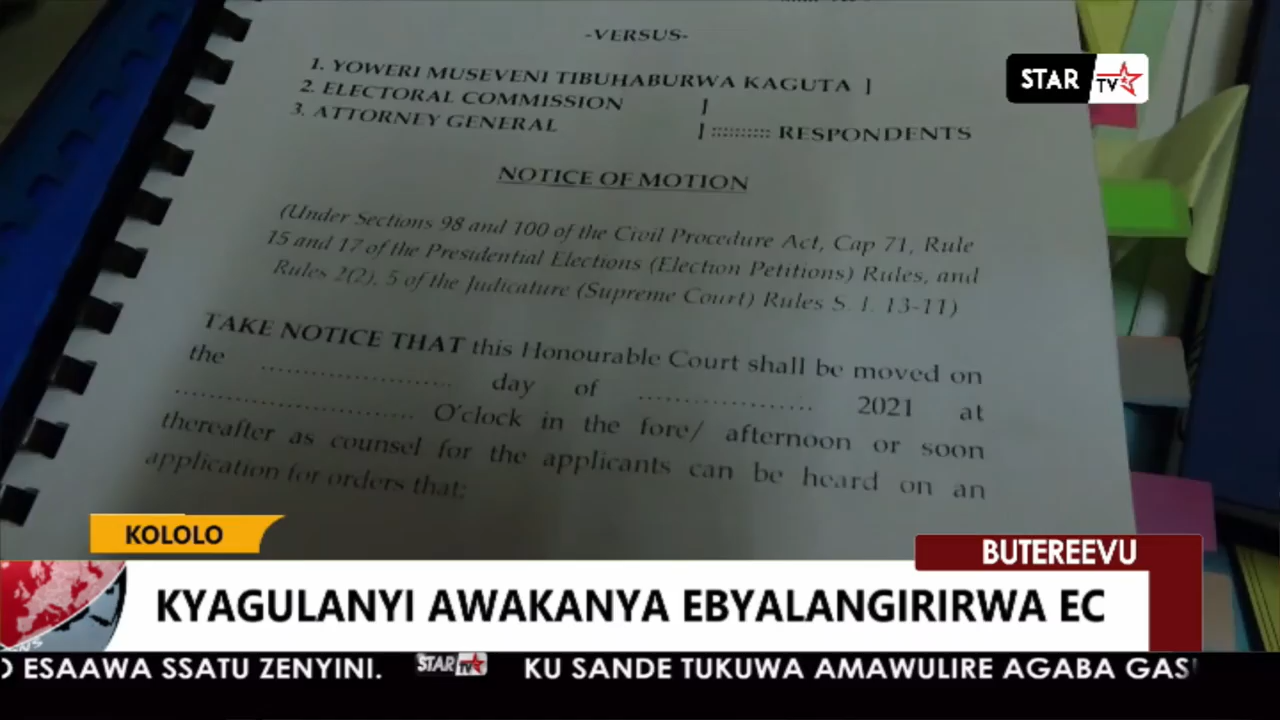 -VERSUS-
1. YOWERI MUSEVENI TIBUHABURWA KAGUTA ]
2. ELECTORAL COMMISSION ]
3. ATTORNEY GENERAL ] :::::::::: RESPONDENTS
NOTICE OF MOTION
(Under Sections 98 and 100 of the Civil Procedure Act, Cap 71, Rule
15 and 17 of the Presidential Elections (Election Petitions) Rules, and
Rules 2(2), 5 of the Judicature (Supreme Court) Rules S. I. 13-11)
TAKE NOTICE THAT this Honourable Court shall be moved on
the .................... day of .................. 2021 at
......................... O'clock in the fore/ afternoon or soon
thereafter as counsel for the applicants can be heard on an
application for orders that;
STAR TV
KOLOLO
BUTEREEVU
KYAGULANYI AWAKANYA EBYALANGIRIRWA EC
ESAAWA SSATU ZENYINI. STAR TV KU SANDE TUKUWA AMAWULIRE AGABA